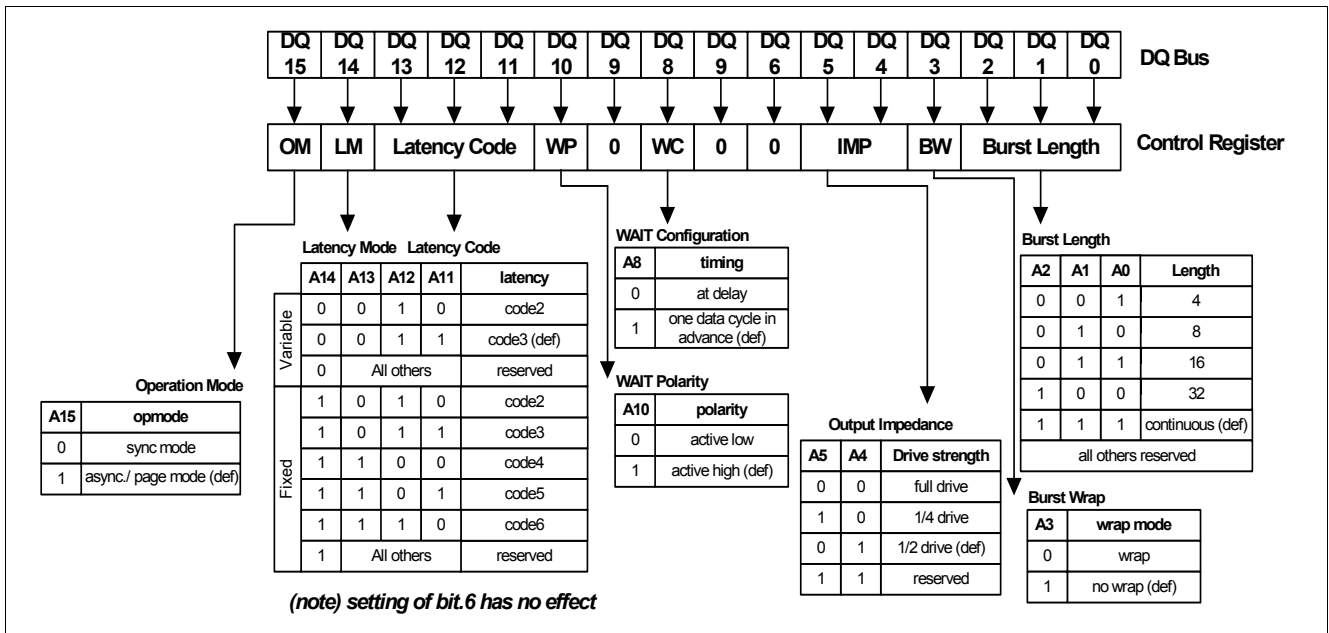 DQ 15 DQ 14 DQ 13 DQ 12 DQ 11 DQ 10 DQ 9 DQ 8 DQ 9 DQ 6 DQ 5 DQ 4 DQ 3 DQ 2 DQ 1 DQ 0 DQ Bus
OM LM Latency Code WP 0 WC 0 0 IMP BW Burst Length Control Register
Operation Mode
A15 opmode
0 sync mode
1 async./ page mode (def)
Latency Mode Latency Code
A14 A13 A12 A11 latency
Variable
0 0 1 0 code2
0 0 1 1 code3 (def)
0 All others reserved
Fixed
1 0 1 0 code2
1 0 1 1 code3
1 1 0 0 code4
1 1 0 1 code5
1 1 1 0 code6
1 All others reserved
(note) setting of bit.6 has no effect
WAIT Configuration
A8 timing
0 at delay
1 one data cycle in
advance (def)
WAIT Polarity
A10 polarity
0 active low
1 active high (def)
Output Impedance
A5 A4 Drive strength
0 0 full drive
1 0 1/4 drive
0 1 1/2 drive (def)
1 1 reserved
Burst Length
A2 A1 A0 Length
0 0 1 4
0 1 0 8
0 1 1 16
1 0 0 32
1 1 1 continuous (def)
all others reserved
Burst Wrap
A3 wrap mode
0 wrap
1 no wrap (def)